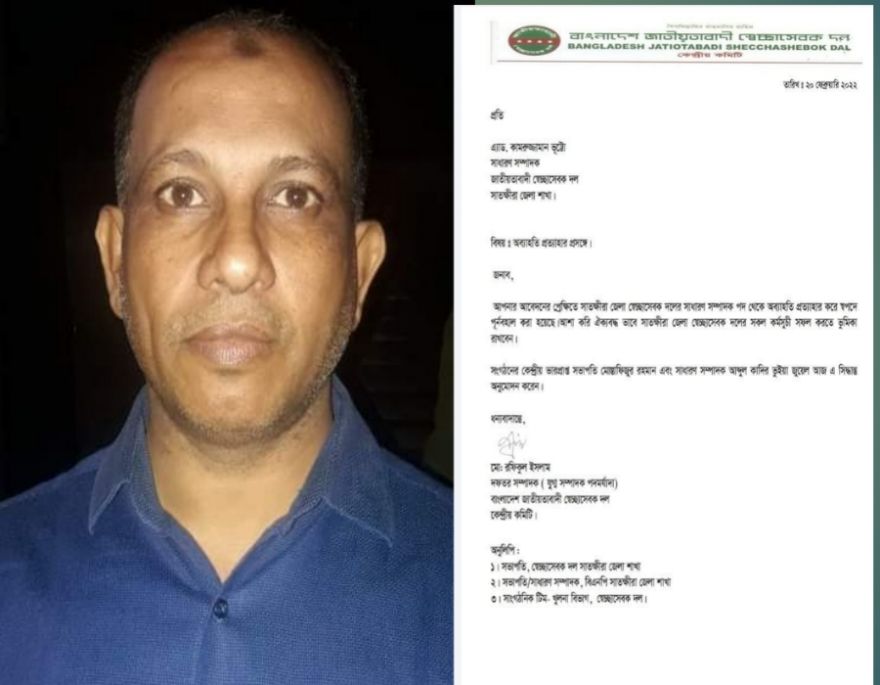 বাংলাদেশ জাতীয়তাবাদী স্বেচ্ছাসেবক দল
BANGLADESH JATIOTABADI SHECCHASHEBOK DAL
কেন্দ্রীয় কমিটি
তারিখ ঃ ২০ ফেব্রুয়ারি ২০২২
প্রতি
এ্যাড. কামরুজ্জামান ভূট্টো
সাধারণ সম্পাদক
জাতীয়তাবাদী স্বেচ্ছাসেবক দল
সাতক্ষীরা জেলা শাখা।
বিষয় ঃ অব্যাহতি প্রত্যাহার প্রসঙ্গে।
জনাব,
আপনার আবেদনের প্রেক্ষিতে সাতক্ষীরা জেলা স্বেচ্ছাসেবক দলের সাধারণ সম্পাদক পদ থেকে অব্যাহতি প্রত্যাহার করে স্বপদে
পূর্নবহাল করা হয়েছে।আশা করি ঐক্যবদ্ধ ভাবে সাতক্ষীরা জেলা স্বেচ্ছাসেবক দলের সকল কর্মসূচী সফল করতে ভুমিকা
রাখবেন।
সংগঠনের কেন্দ্রীয় ভারপ্রাপ্ত সভাপতি মোস্তাফিজুর রহমান এবং সাধারণ সম্পাদক আব্দুল কাদির ভুইয়া জুয়েল আজ এ সিদ্ধান্ত
অনুমোদন করেন।
ধন্যবাদান্তে,
মো: রফিকুল ইসলাম
দফতর সম্পাদক ( যুগ্ম সম্পাদক পদমর্যাদা)
বাংলাদেশ জাতীয়তাবাদী স্বেচ্ছাসেবক দল
কেন্দ্রীয় কমিটি।
অনুলিপি :
১। সভাপতি, স্বেচ্ছাসেবক দল সাতক্ষীরা জেলা শাখা
২। সভাপতি/সাধারণ সম্পাদক, বিএনপি সাতক্ষীরা জেলা শাখা
৩। সাংগঠনিক টিম- খুলনা বিভাগ, স্বেচ্ছাসেবক দল।